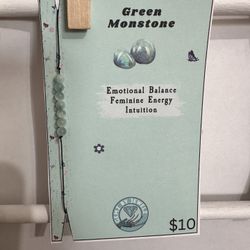 Green
Monstone
Emotional Balance
Feminine Energy
Intuition
$10